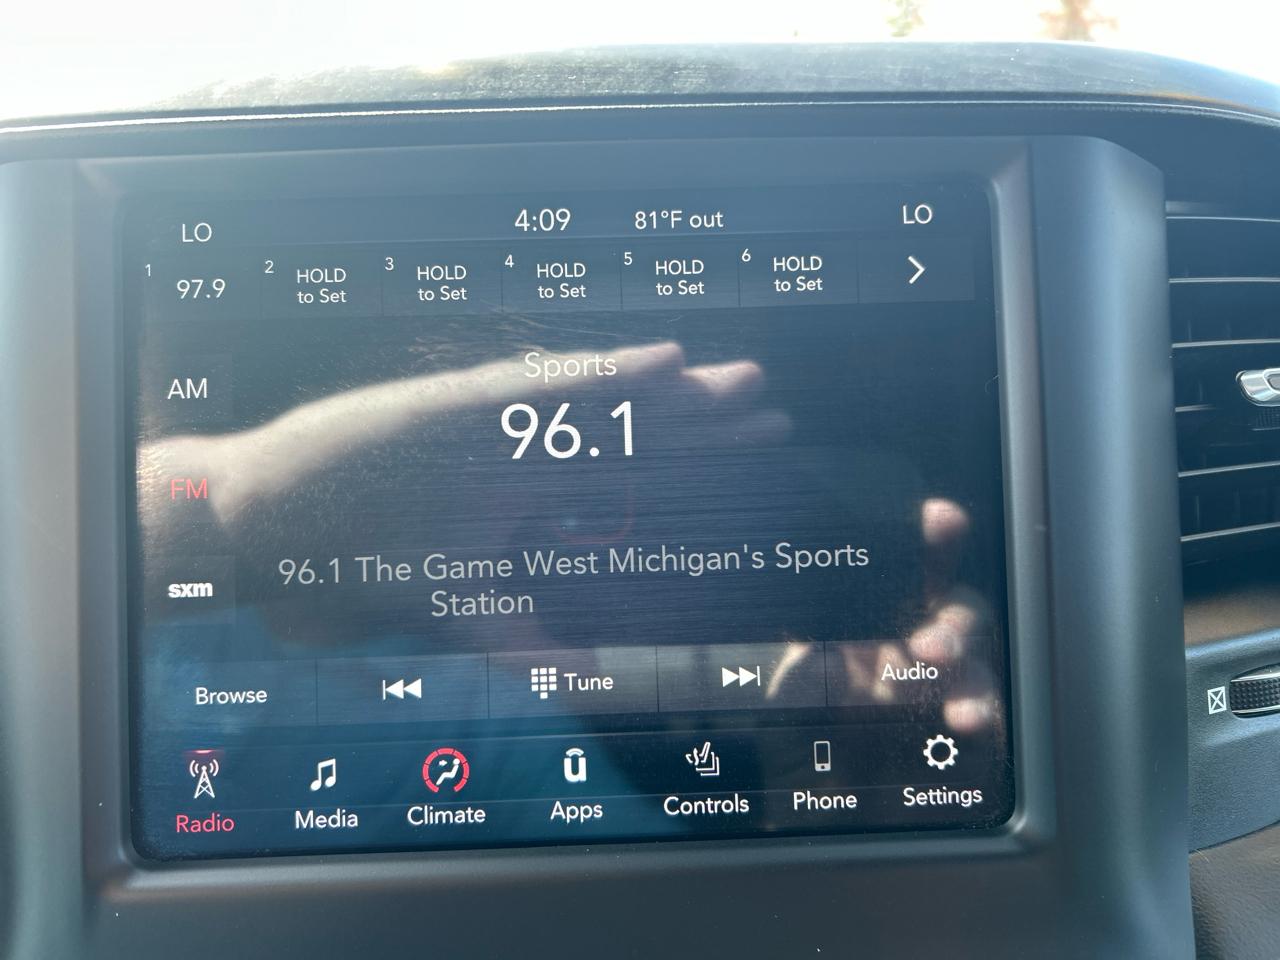 LO 4:09 81°F out LO
1 97.9
2 HOLD to Set
3 HOLD to Set
4 HOLD to Set
5 HOLD to Set
6 HOLD to Set
AM
FM
sxm
Sports
96.1
96.1 The Game West Michigan's Sports
Station
Browse Tune Audio
Radio Media Climate Apps Controls Phone Settings